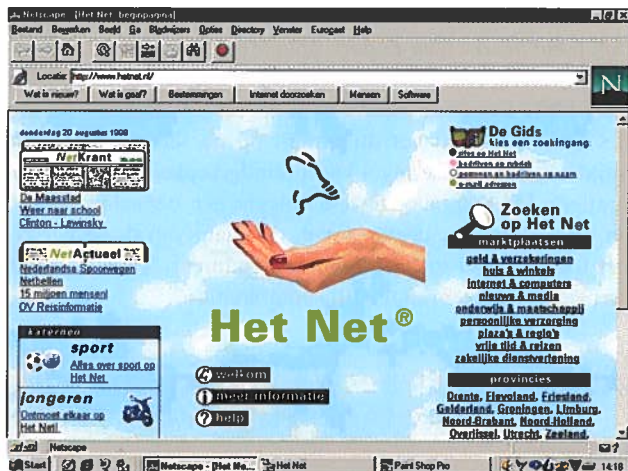 Netscape - [Het Net beginpagina]
Bestand Bewerken Beeld Ga Bladwijzers Opties Directory Venster Eurogast Help
Locatie: http://www.hetnet.nl/
Wat is nieuw? Wat is gaaf? Bestemmingen Internet doorzoeken Mensen Software
N
donderdag 20 augustus 1998
NetKrant
De Maasstad
Weer naar school
Clinton - Lewinsky
NetActueel
Nederlandse Spoorwegen
Netbellen
15 miljoen mensen!
OV Reisinformatie
katernen
sport
Alles over sport op
Het Net.
jongeren
Ontmoet elkaar op
Het Net!
Het Net®
welkom
meer informatie
help
De Gids
kies een zoekingang
alles op Het Net
bedrijven op rubriek
personen en bedrijven op naam
e-mail adressen
Zoeken
op Het Net
marktplaatsen
geld & verzekeringen
huis & winkels
internet & computers
nieuws & media
onderwijs & maatschappij
persoonlijke verzorging
plaza's & regio's
vrije tijd & reizen
zakelijke dienstverlening
provincies
Drente, Flevoland, Friesland,
Gelderland, Groningen, Limburg,
Noord-Brabant, Noord-Holland,
Overijssel, Utrecht, Zeeland,
Netscape
Start Netscape - [Het Ne... Het Net Paint Shop Pro 14:18